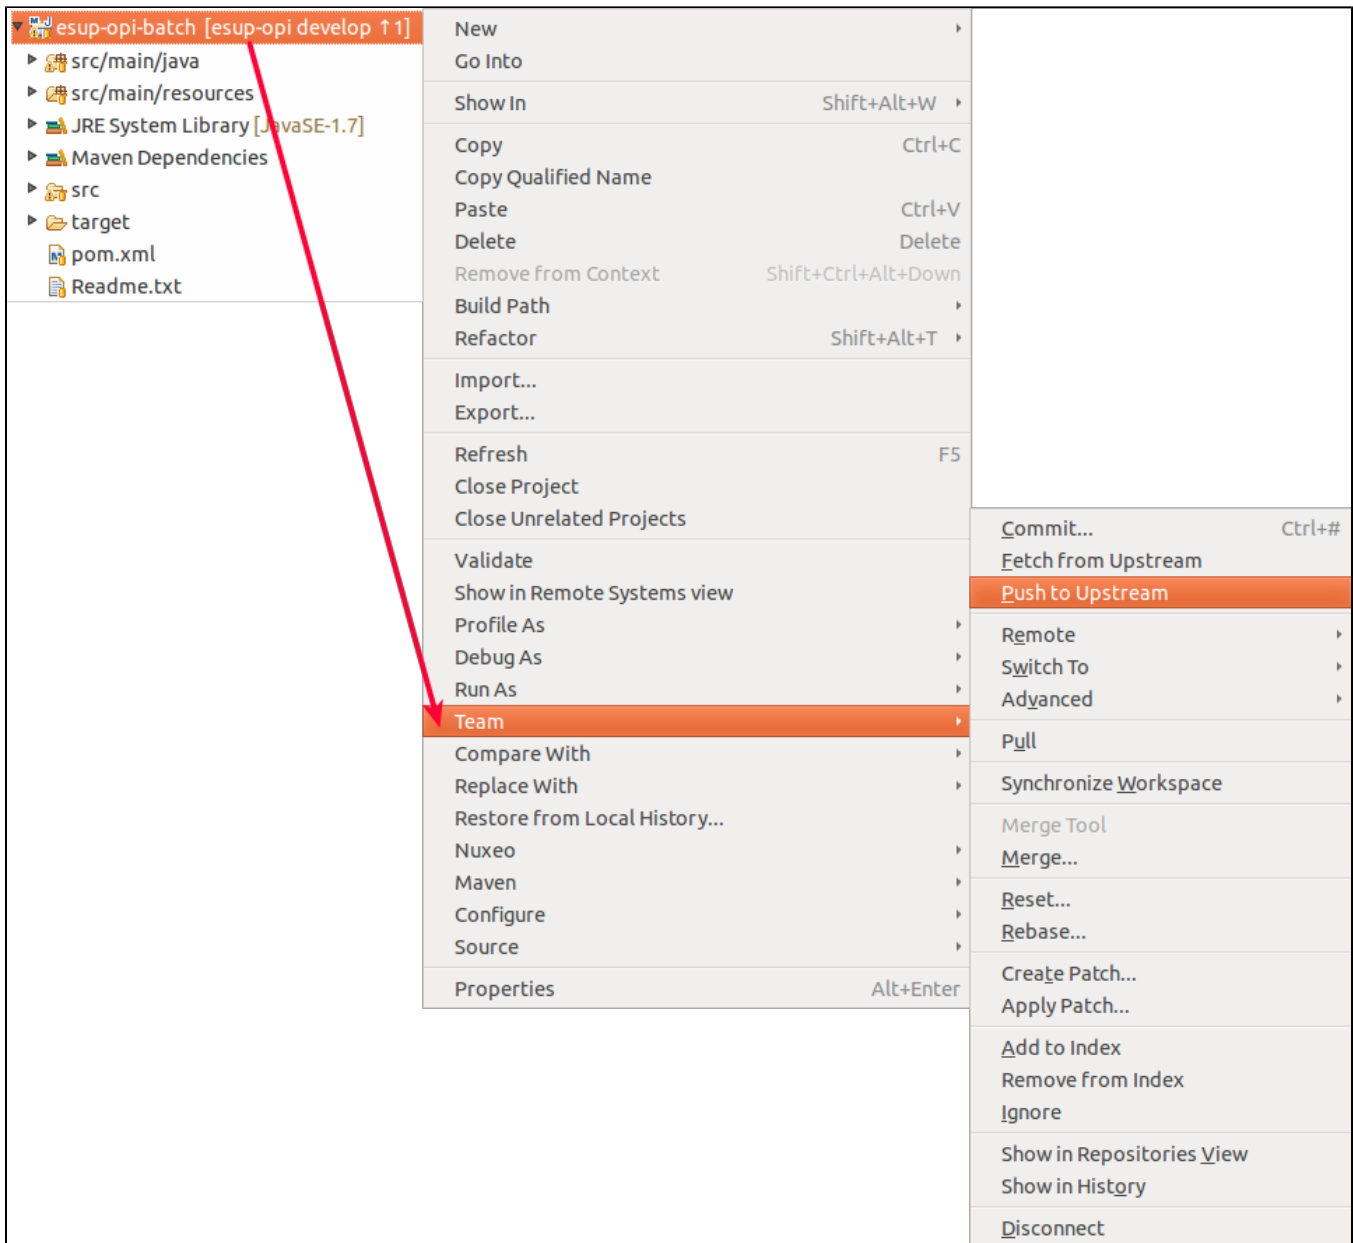 esup-opi-batch [esup-opi develop ↑1]
src/main/java
src/main/resources
JRE System Library [JavaSE-1.7]
Maven Dependencies
src
target
pom.xml
Readme.txt
New
Go Into
Show In Shift+Alt+W
Copy Ctrl+C
Copy Qualified Name
Paste Ctrl+V
Delete Delete
Remove from Context Shift+Ctrl+Alt+Down
Build Path
Refactor Shift+Alt+T
Import...
Export...
Refresh F5
Close Project
Close Unrelated Projects
Validate
Show in Remote Systems view
Profile As
Debug As
Run As
Team
Compare With
Replace With
Restore from Local History...
Nuxeo
Maven
Configure
Source
Properties Alt+Enter
Commit... Ctrl+#
Fetch from Upstream
Push to Upstream
Remote
Switch To
Advanced
Pull
Synchronize Workspace
Merge Tool
Merge...
Reset...
Rebase...
Create Patch...
Apply Patch...
Add to Index
Remove from Index
Ignore
Show in Repositories View
Show in History
Disconnect